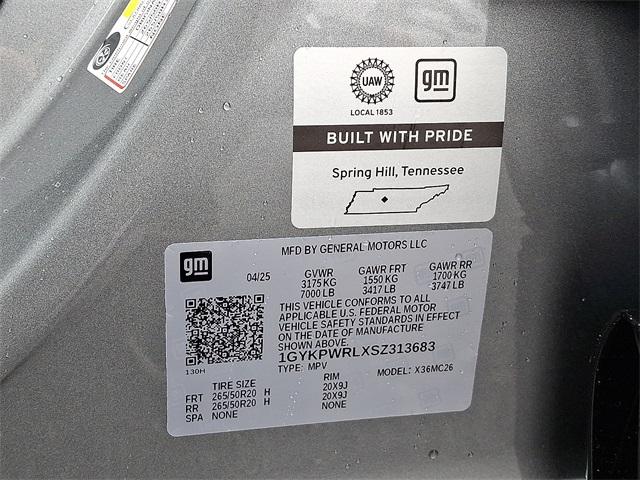 UAW
gm
LOCAL 1853
BUILT WITH PRIDE
Spring Hill, Tennessee
gm
MFD BY GENERAL MOTORS LLC
04/25 GVWR GAWR FRT GAWR RR
3175 KG 1550 KG 1700 KG
7000 LB 3417 LB 3747 LB
THIS VEHICLE CONFORMS TO ALL
APPLICABLE U.S. FEDERAL MOTOR
VEHICLE SAFETY STANDARDS IN EFFECT
ON THE DATE OF MANUFACTURE
SHOWN ABOVE.
1GYKPWRLXSZ313683
130H
TYPE: MPV MODEL: X36MC26
TIRE SIZE RIM
FRT 265/50R20 H 20X9J
RR 265/50R20 H 20X9J
SPA NONE NONE